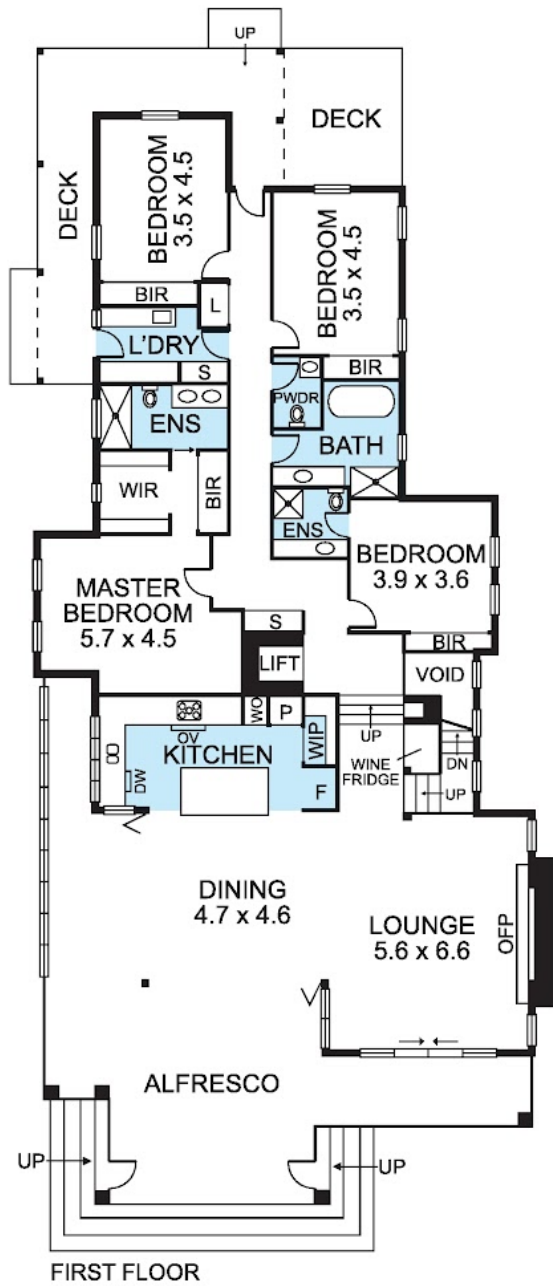 UP
DECK
DECK
BEDROOM
3.5 x 4.5
BEDROOM
3.5 x 4.5
BIR
L
L'DRY
S
BIR
PWDR
ENS
BATH
WIR
BIR
ENS
BEDROOM
3.9 x 3.6
MASTER
BEDROOM
5.7 x 4.5
S
BIR
LIFT
VOID
WO
P
OV
KITCHEN
WIP
UP
DO
DW
WINE
FRIDGE
DN
F
UP
DINING
4.7 x 4.6
LOUNGE
5.6 x 6.6
OFP
ALFRESCO
UP
UP
FIRST FLOOR